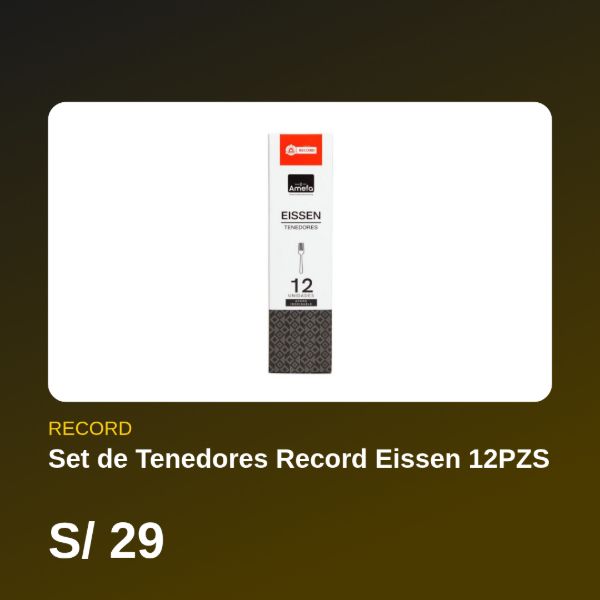 RECORD
Amefa
EISSEN
TENEDORES
12
UNIDADES
RECORD
Set de Tenedores Record Eissen 12PZS
S/ 29